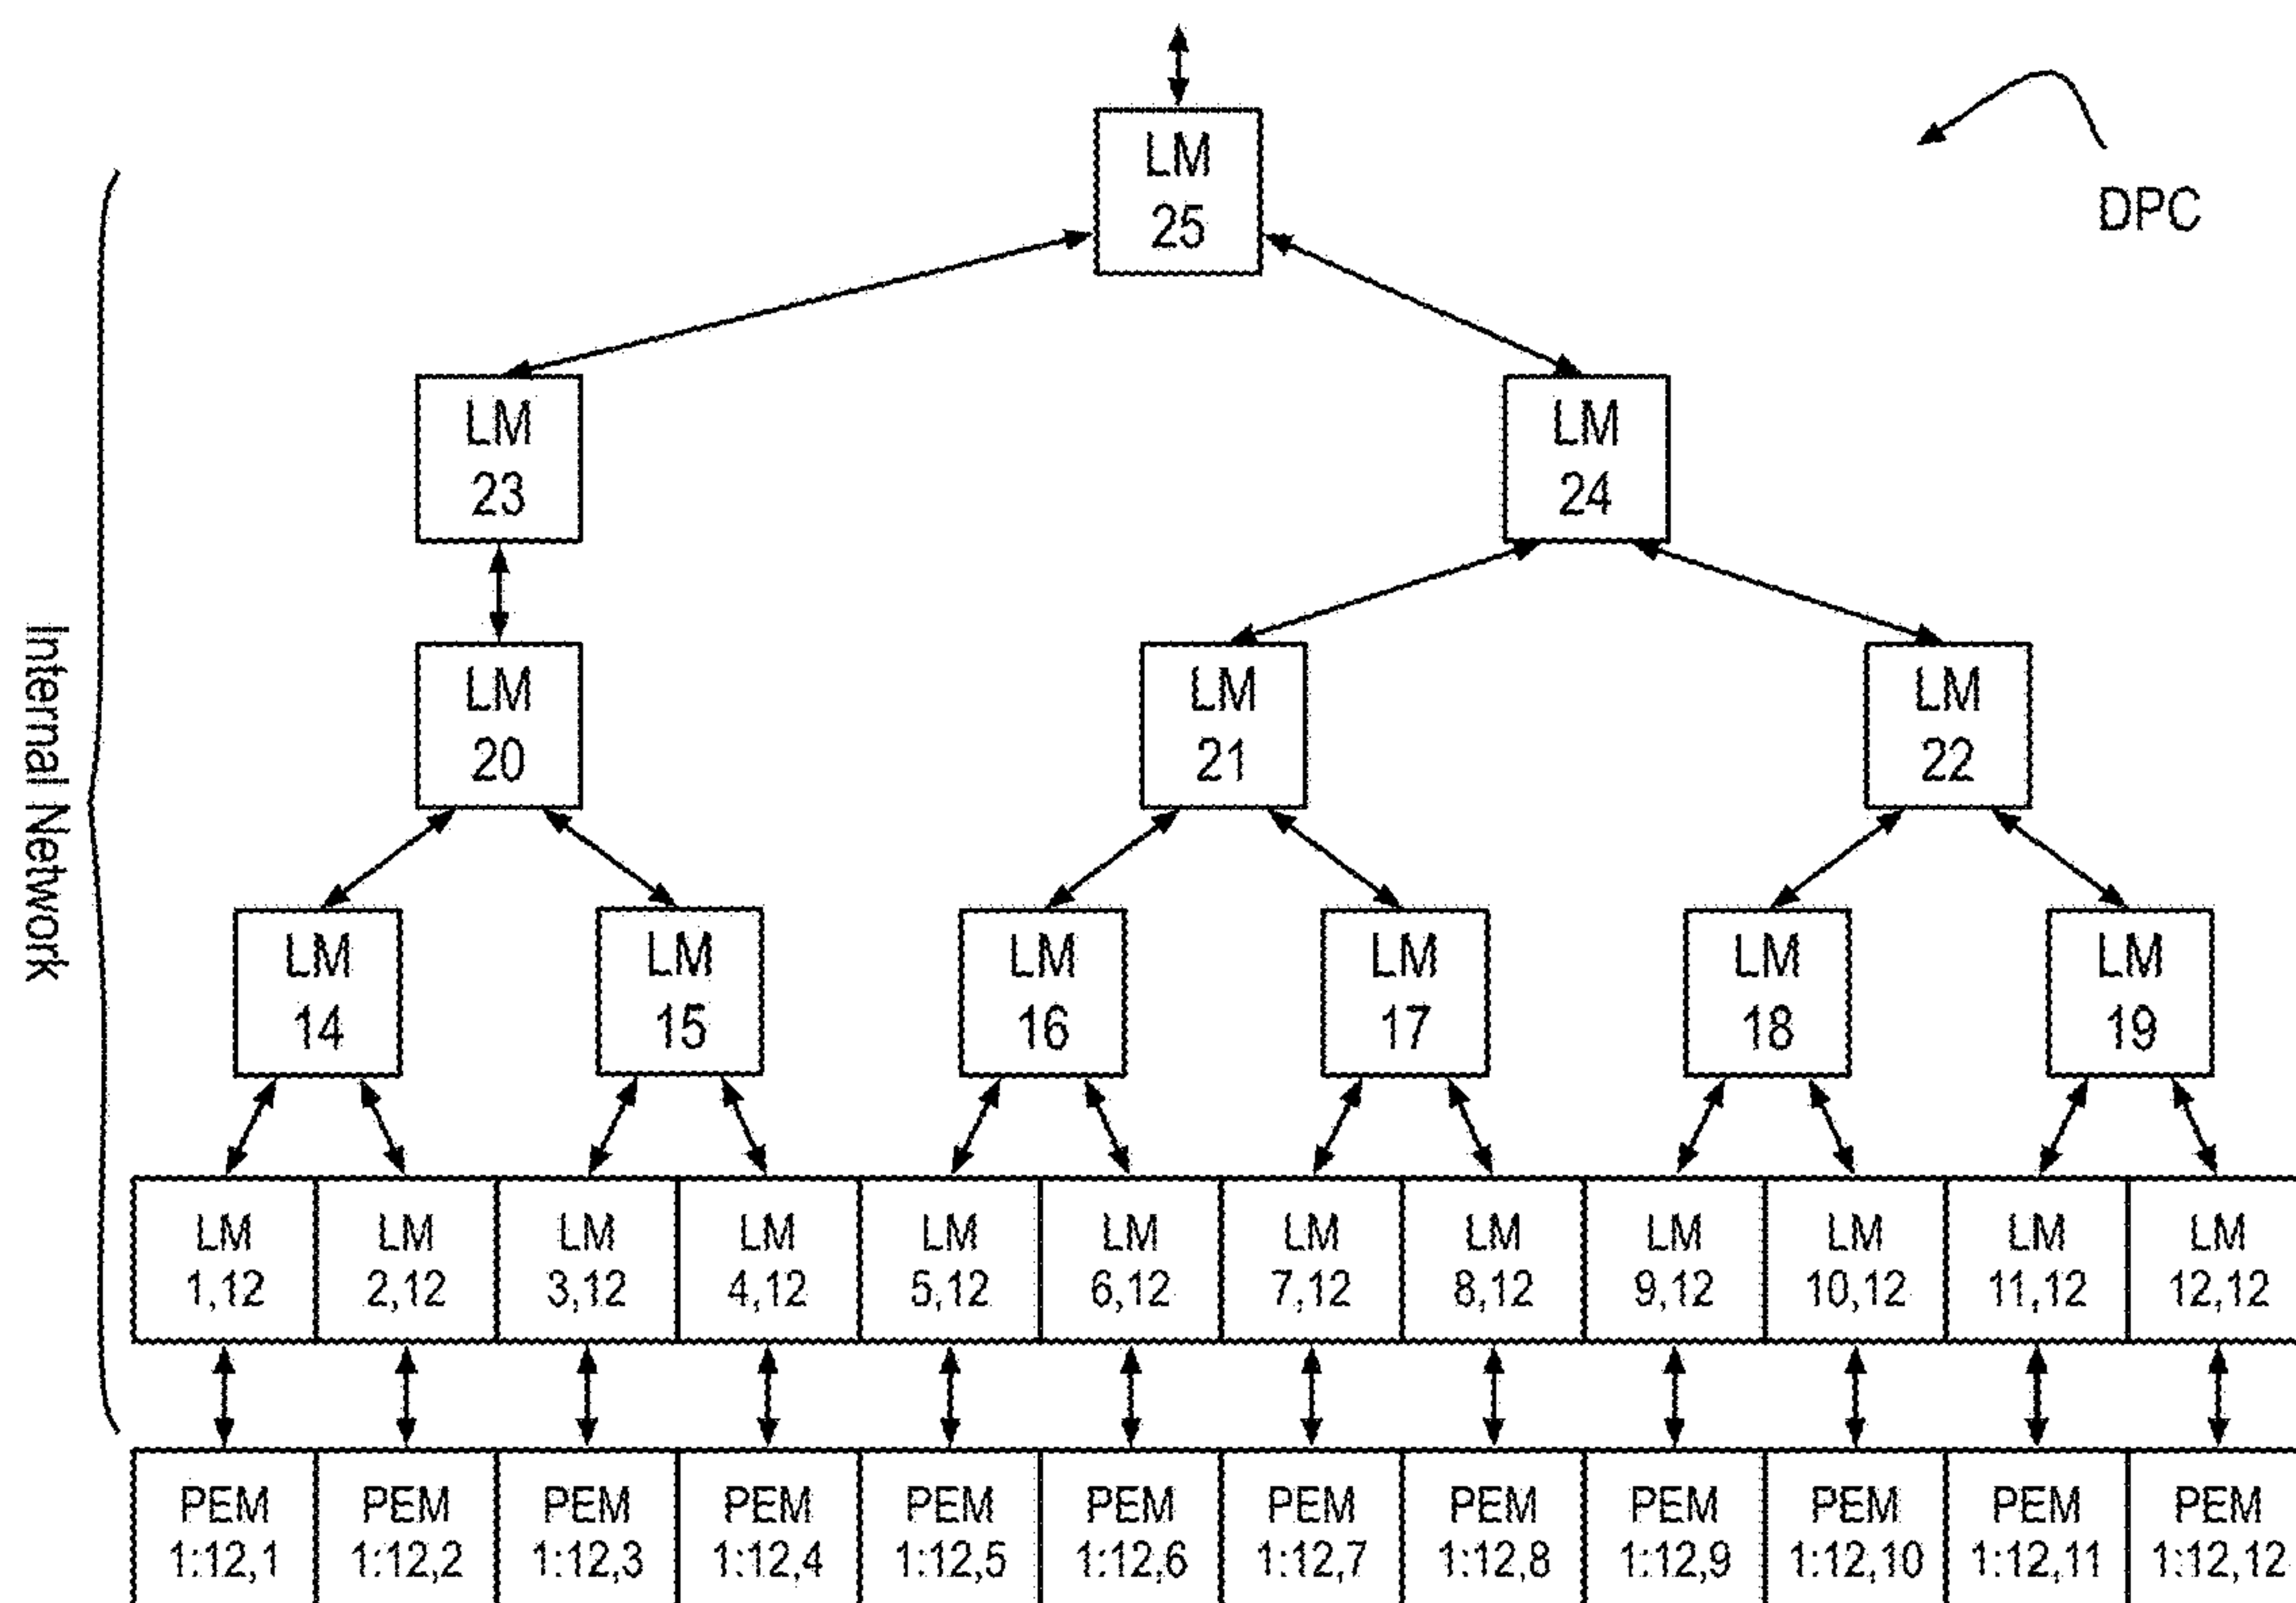 LM
25
DPC
LM
23
LM
24
Internal Network
LM
20
LM
21
LM
22
LM
14
LM
15
LM
16
LM
17
LM
18
LM
19
LM
1,12
LM
2,12
LM
3,12
LM
4,12
LM
5,12
LM
6,12
LM
7,12
LM
8,12
LM
9,12
LM
10,12
LM
11,12
LM
12,12
PEM
1:12,1
PEM
1:12,2
PEM
1:12,3
PEM
1:12,4
PEM
1:12,5
PEM
1:12,6
PEM
1:12,7
PEM
1:12,8
PEM
1:12,9
PEM
1:12,10
PEM
1:12,11
PEM
1:12,12